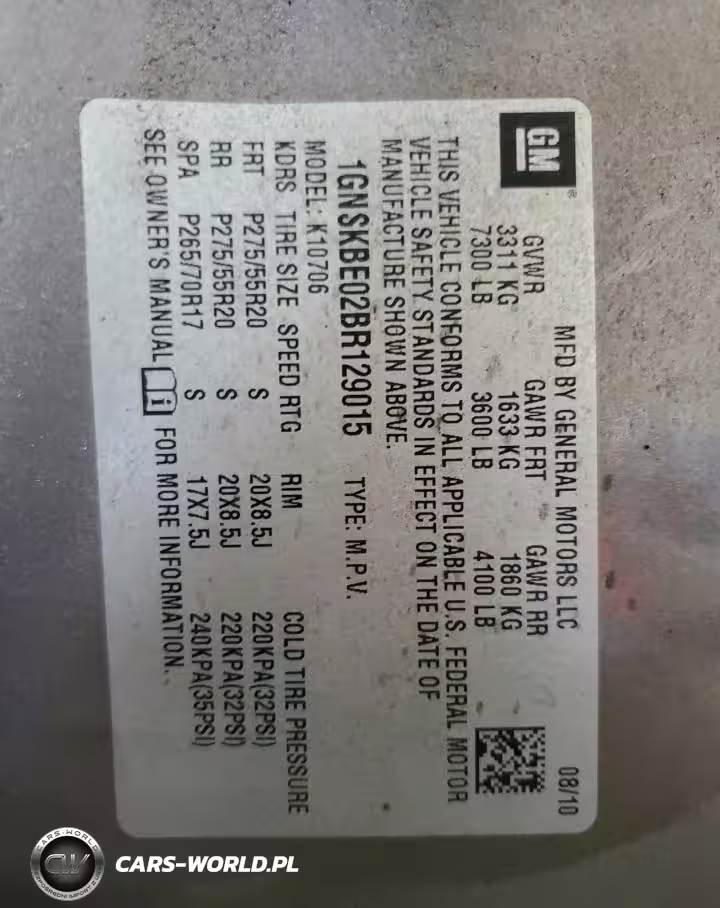 GM
MFD BY GENERAL MOTORS LLC 08/10
GVWR GAWR FRT GAWR RR
3311 KG 1633 KG 1860 KG
7300 LB 3600 LB 4100 LB
THIS VEHICLE CONFORMS TO ALL APPLICABLE U.S. FEDERAL MOTOR
VEHICLE SAFETY STANDARDS IN EFFECT ON THE DATE OF
MANUFACTURE SHOWN ABOVE.
1GNSKBE02BR129015 TYPE: M.P.V.
MODEL: K10706
KDRS TIRE SIZE SPEED RTG RIM COLD TIRE PRESSURE
FRT P275/55R20 S 20X8.5J 220KPA(32PSI)
RR P275/55R20 S 20X8.5J 220KPA(32PSI)
SPA P265/70R17 S 17X7.5J 240KPA(35PSI)
SEE OWNER'S MANUAL i FOR MORE INFORMATION.
CARS-WORLD
CW
CARS-WORLD.PL